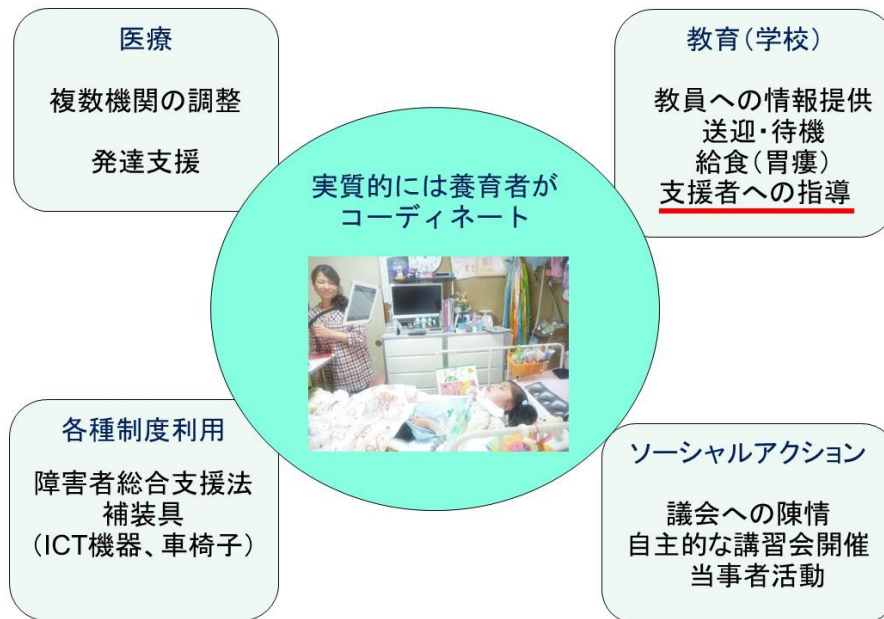 医療
複数機関の調整
発達支援
教育(学校)
教員への情報提供
送迎・待機
給食(胃瘻)
支援者への指導
実質的には養育者が
コーディネート
各種制度利用
障害者総合支援法
補装具
(ICT機器、車椅子)
ソーシャルアクション
議会への陳情
自主的な講習会開催
当事者活動